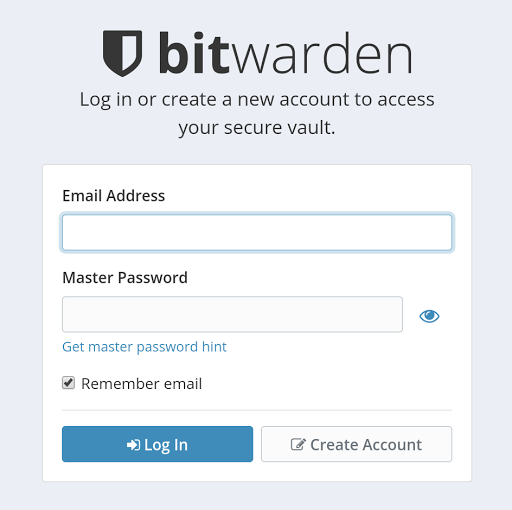 bitwarden
Log in or create a new account to access
your secure vault.
Email Address
Master Password
Get master password hint
Remember email
Log In
Create Account